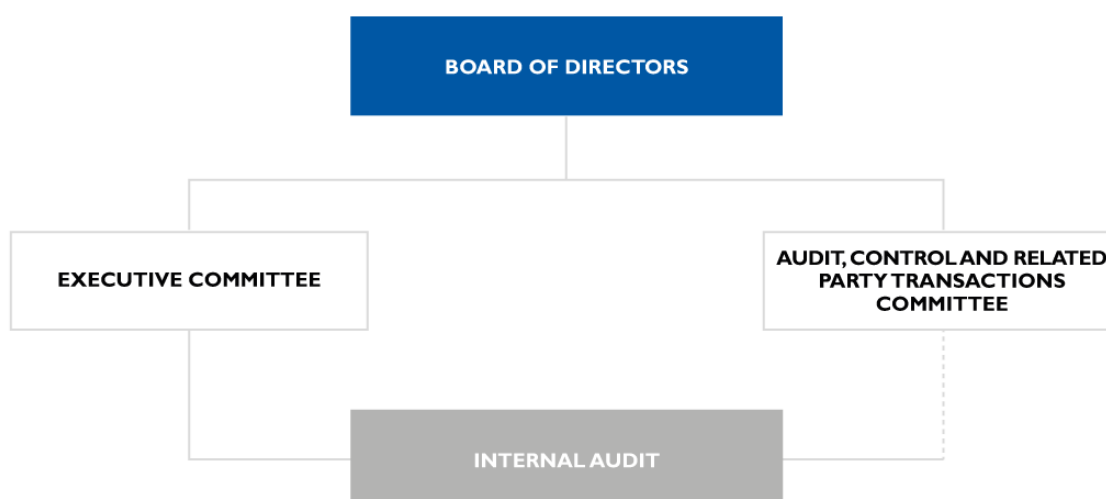 BOARD OF DIRECTORS
EXECUTIVE COMMITTEE
AUDIT, CONTROL AND RELATED
PARTY TRANSACTIONS
COMMITTEE
INTERNAL AUDIT